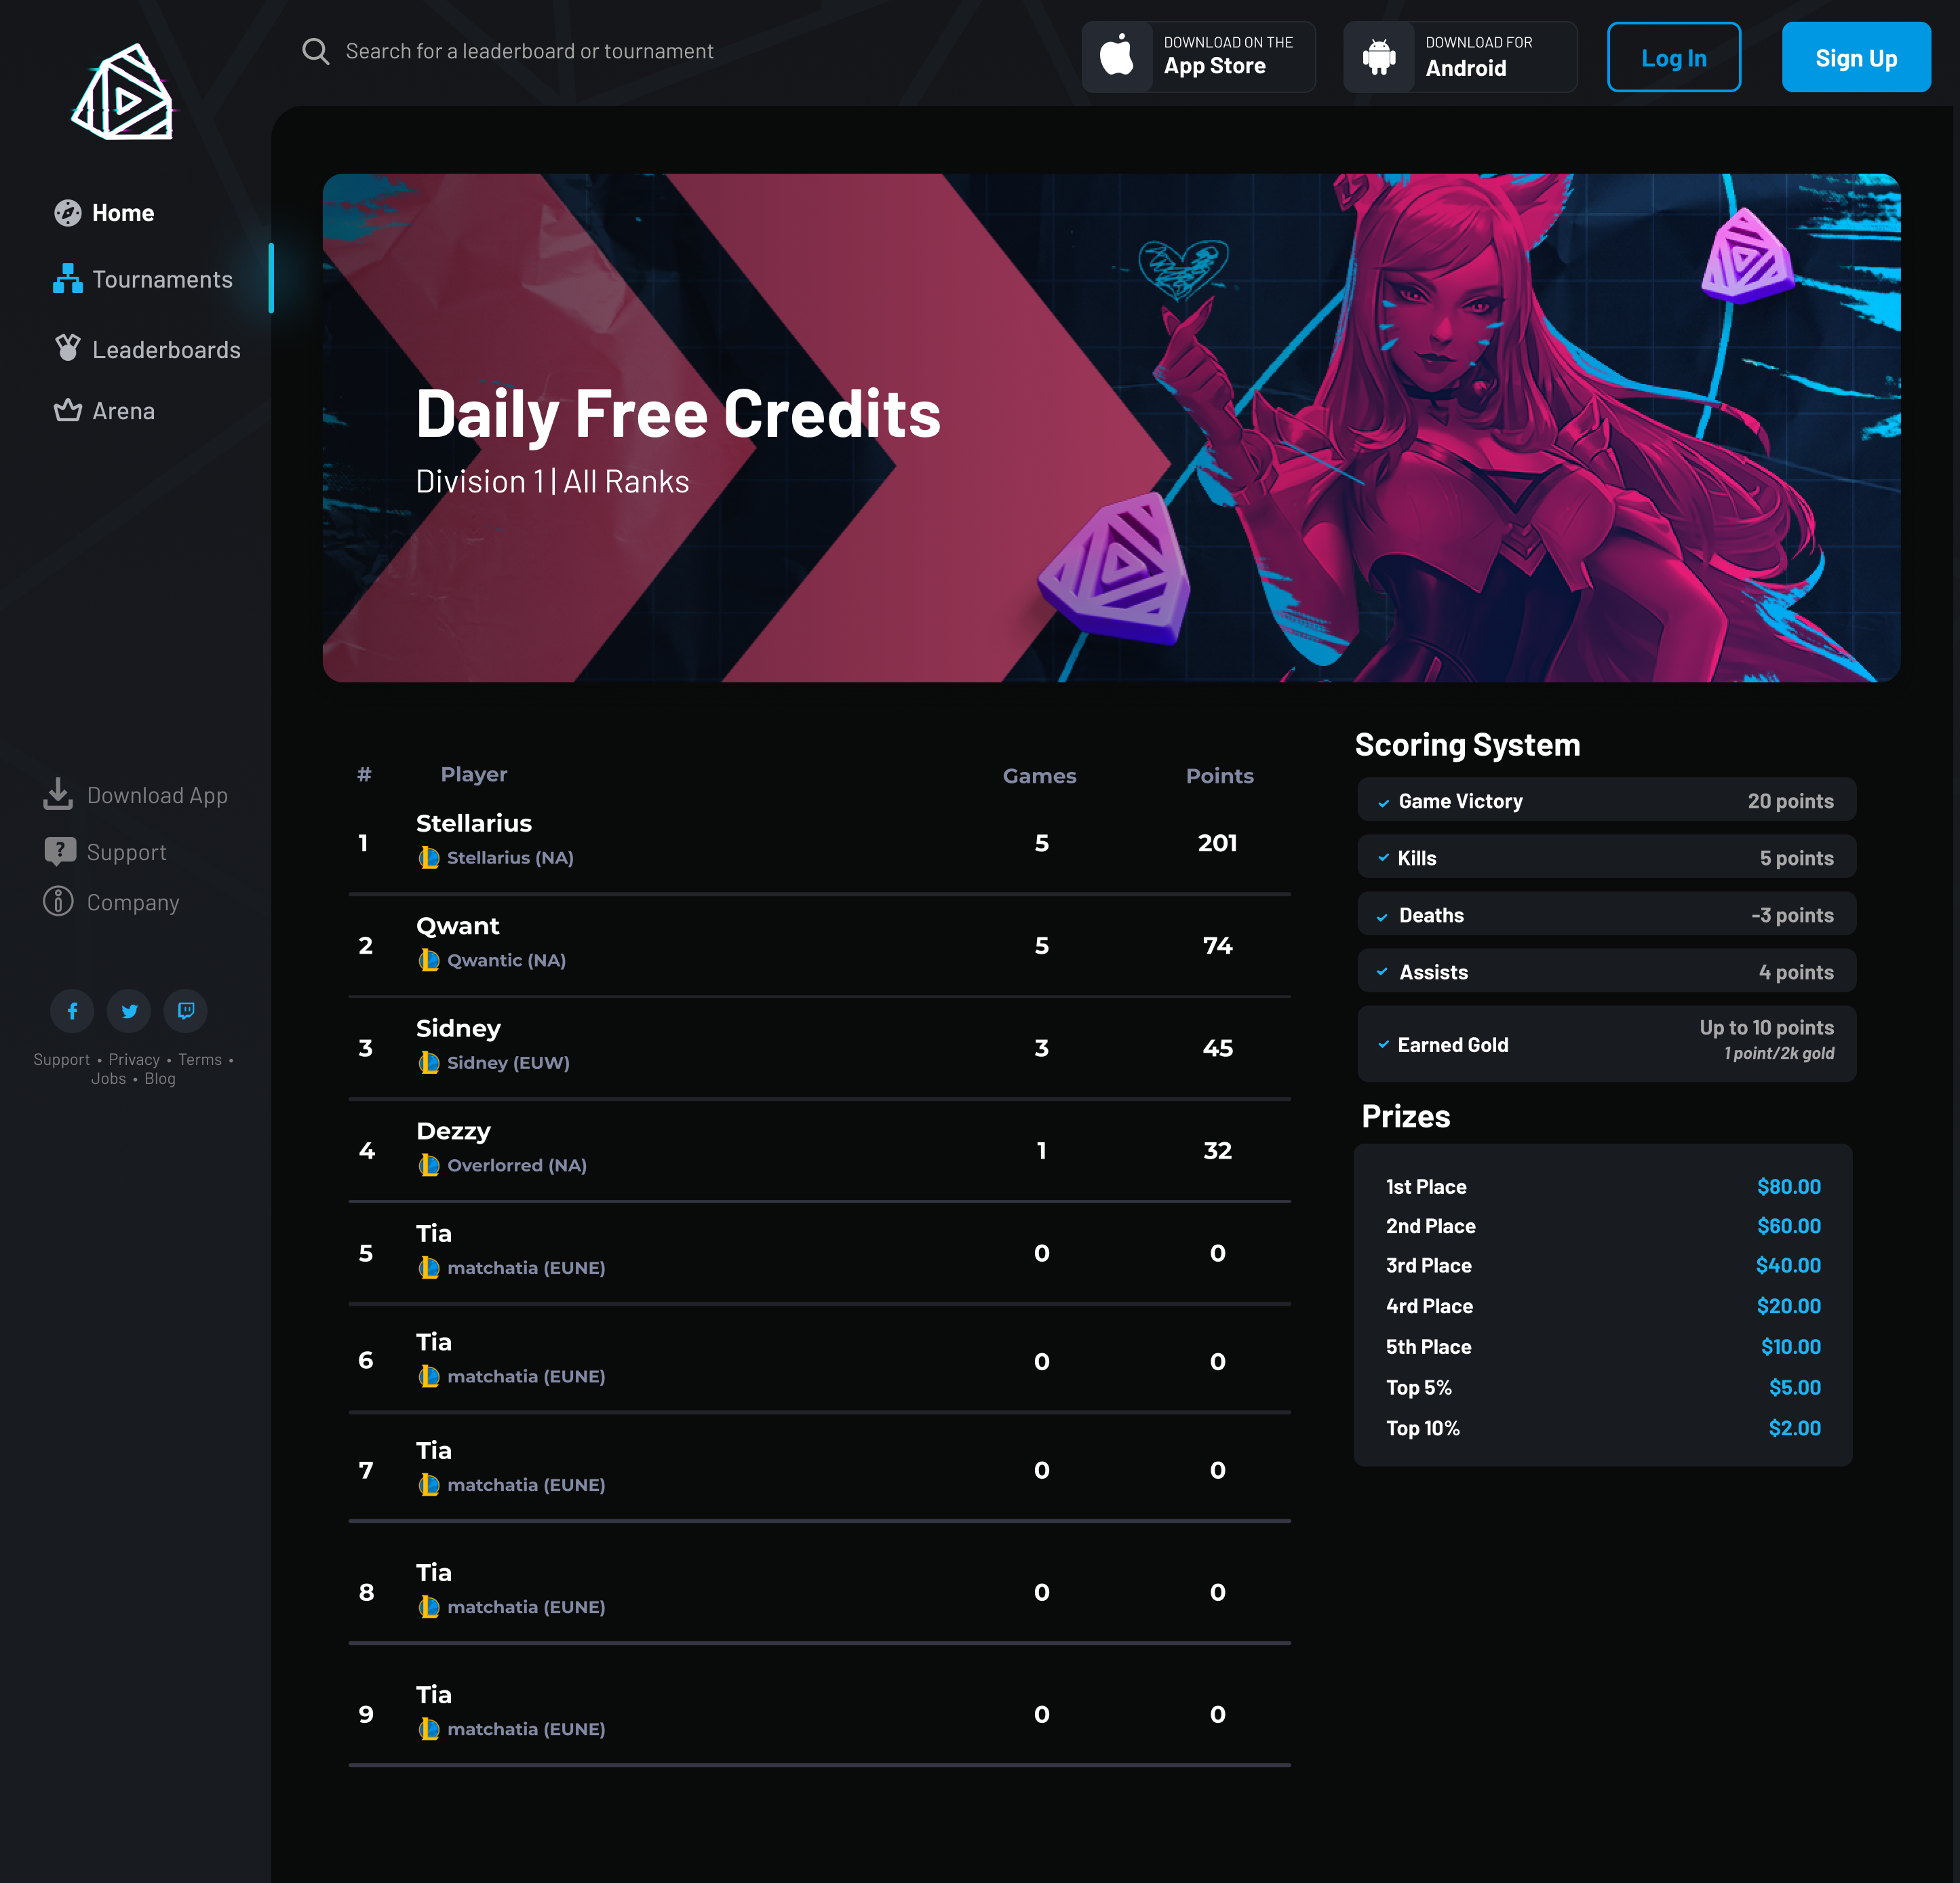 Search for a leaderboard or tournament
DOWNLOAD ON THE
App Store
DOWNLOAD FOR
Android
Log In
Sign Up
Home
Tournaments
Leaderboards
Arena
Download App
Support
Company
Support • Privacy • Terms •
Jobs • Blog
Daily Free Credits
Division 1 | All Ranks
# Player Games Points
1 Stellarius 5 201
Stellarius (NA)
2 Qwant 5 74
Qwantic (NA)
3 Sidney 3 45
Sidney (EUW)
4 Dezzy 1 32
Overlorred (NA)
5 Tia 0 0
matchatia (EUNE)
6 Tia 0 0
matchatia (EUNE)
7 Tia 0 0
matchatia (EUNE)
8 Tia 0 0
matchatia (EUNE)
9 Tia 0 0
matchatia (EUNE)
Scoring System
Game Victory 20 points
Kills 5 points
Deaths -3 points
Assists 4 points
Earned Gold Up to 10 points
1 point/2k gold
Prizes
1st Place $80.00
2nd Place $60.00
3rd Place $40.00
4rd Place $20.00
5th Place $10.00
Top 5% $5.00
Top 10% $2.00